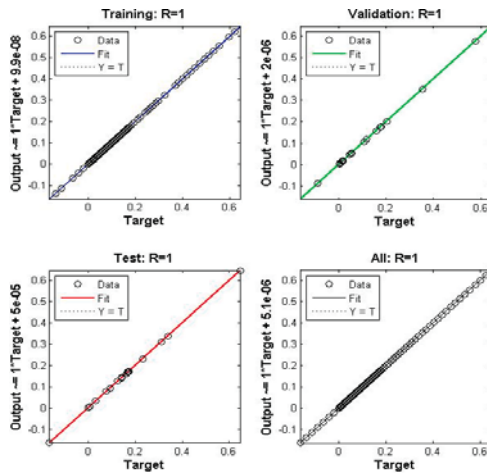 Training: R=1
Output ~= 1*Target + 9.9e-08
0.6
0.5
0.4
0.3
0.2
0.1
0
-0.1
Data
Fit
Y = T
0
0.2
0.4
0.6
Target
Validation: R=1
Output ~= 1*Target + 2e-06
0.6
0.5
0.4
0.3
0.2
0.1
0
-0.1
Data
Fit
Y = T
0
0.2
0.4
0.6
Target
Test: R=1
Output ~= 1*Target + 5e-05
0.6
0.5
0.4
0.3
0.2
0.1
0
-0.1
Data
Fit
Y = T
0
0.2
0.4
0.6
Target
All: R=1
Output ~= 1*Target + 5.1e-06
0.6
0.5
0.4
0.3
0.2
0.1
0
-0.1
Data
Fit
Y = T
0
0.2
0.4
0.6
Target